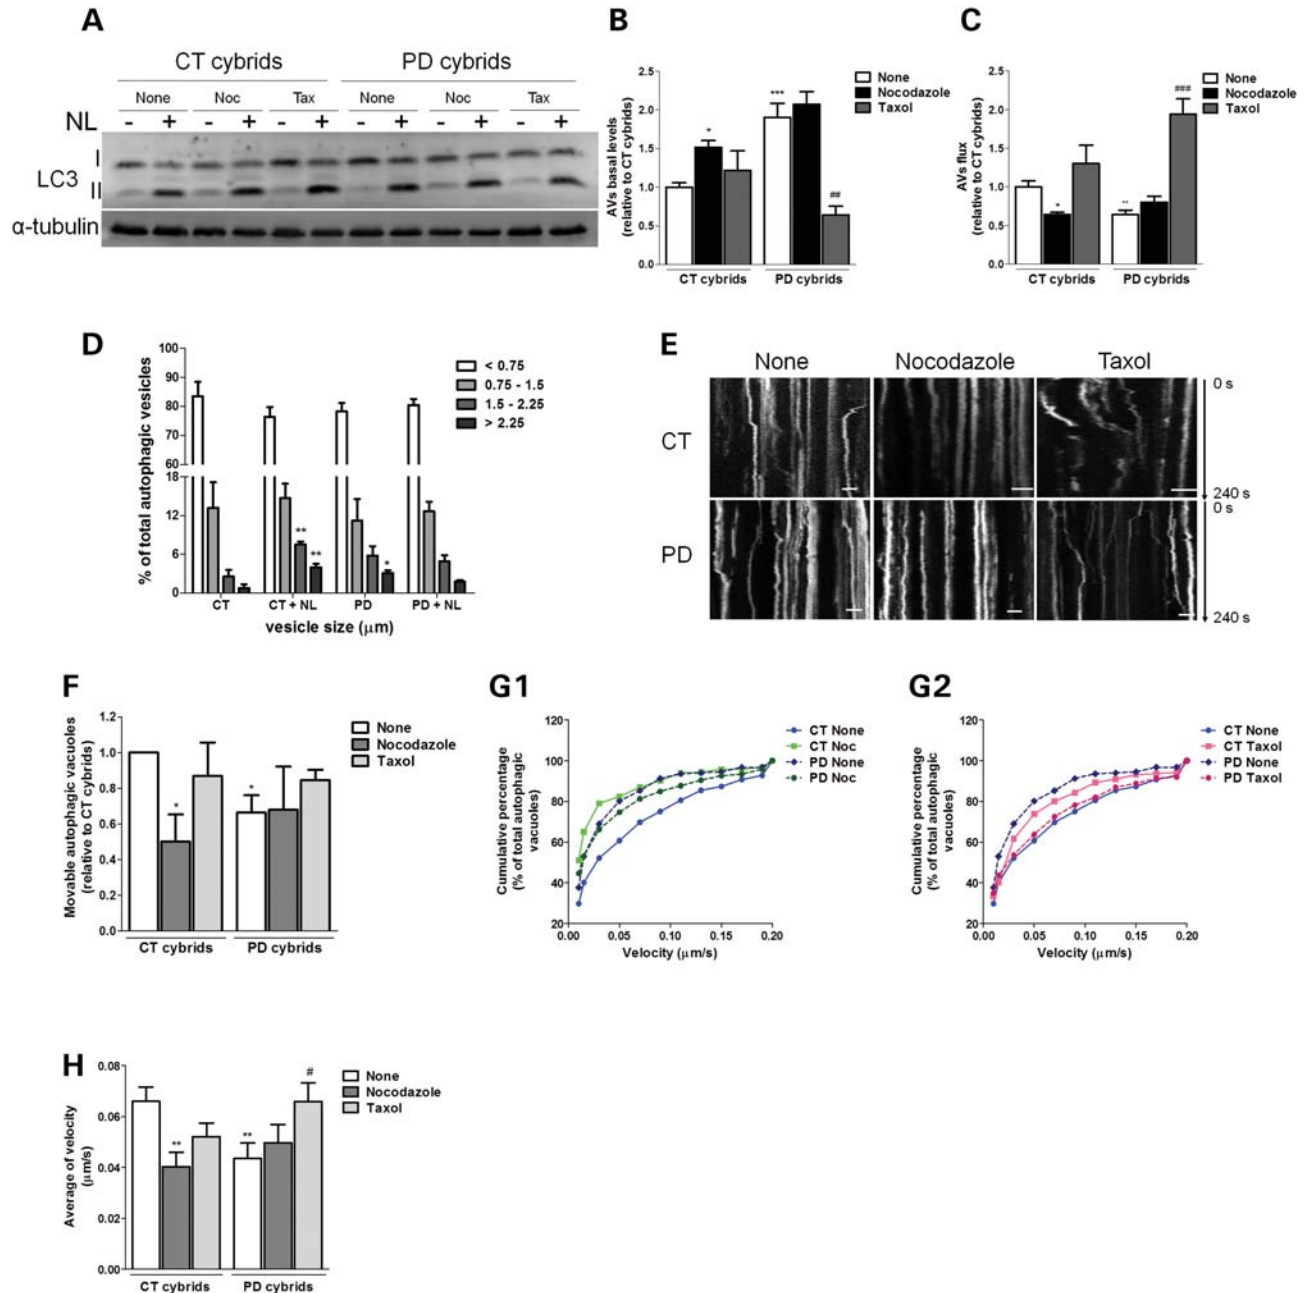 A
CT cybrids PD cybrids
None Noc Tax None Noc Tax
NL - + - + - + - + - + - +
I
LC3
II
α-tubulin
B
AVs basal levels
(relative to CT cybrids)
2.5
2.0
1.5
1.0
0.5
0.0
*
***
##
CT cybrids PD cybrids
None
Nocodazole
Taxol
C
AVs flux
(relative to CT cybrids)
2.5
2.0
1.5
1.0
0.5
0.0
*
**
###
CT cybrids PD cybrids
None
Nocodazole
Taxol
D
% of total autophagic vesicles
100
90
80
70
60
18
12
6
0
**
**
*
CT CT + NL PD PD + NL
vesicle size (μm)
< 0.75
0.75 - 1.5
1.5 - 2.25
> 2.25
E
None Nocodazole Taxol
CT
0 s
240 s
PD
0 s
240 s
F
Movable autophagic vacuoles
(relative to CT cybrids)
1.2
1.0
0.8
0.6
0.4
0.2
0.0
*
*
CT cybrids PD cybrids
None
Nocodazole
Taxol
G1
Cumulative percentage
(% of total autophagic
vacuoles)
120
100
80
60
40
20
0.00 0.05 0.10 0.15 0.20
Velocity (μm/s)
CT None
CT Noc
PD None
PD Noc
G2
Cumulative percentage
(% of total autophagic
vacuoles)
120
100
80
60
40
20
0.00 0.05 0.10 0.15 0.20
Velocity (μm/s)
CT None
CT Taxol
PD None
PD Taxol
H
Average of velocity
(μm/s)
0.08
0.06
0.04
0.02
0.00
**
**
#
CT cybrids PD cybrids
None
Nocodazole
Taxol